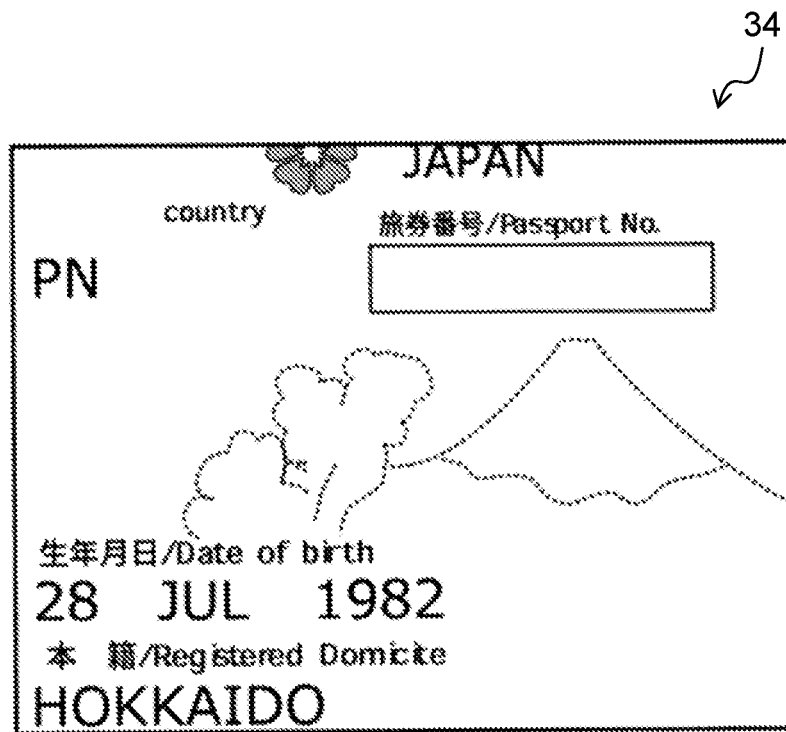 34
JAPAN
country
旅券番号/Passport No.
PN
生年月日/Date of birth
28 JUL 1982
本 籍/Registered Domicile
HOKKAIDO